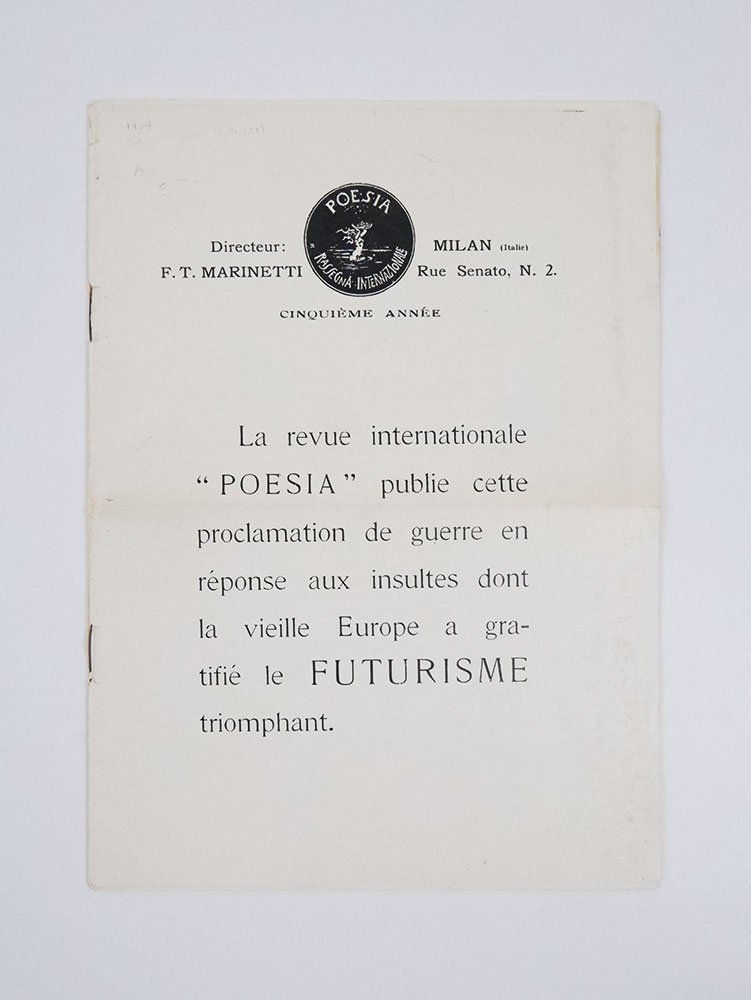 1909
POESIA
RASSEGNA INTERNAZIONALE
Directeur:
F. T. MARINETTI
MILAN (Italie)
Rue Senato, N. 2.
CINQUIÈME ANNÉE
La revue internationale
“ POESIA ” publie cette
proclamation de guerre en
réponse aux insultes dont
la vieille Europe a gra-
tifié le FUTURISME
triomphant.